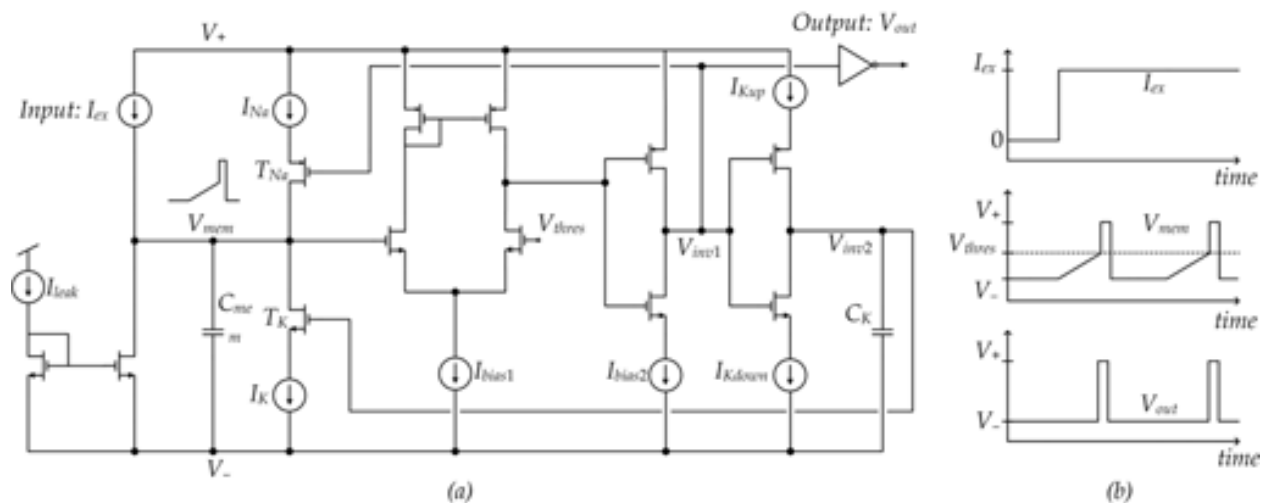 Output: Vout
V+
Iex
Iex
Input: Iex
INa
IKup
0
TNa
time
V+
Vmem
Vthres
Vmem
Vthres
Vinv1
Vinv2
V-
Ileak
Cme
m
TK
CK
time
V+
IK
Ibias1
Ibias2
IKdown
V-
Vout
V-
time
(a)
(b)